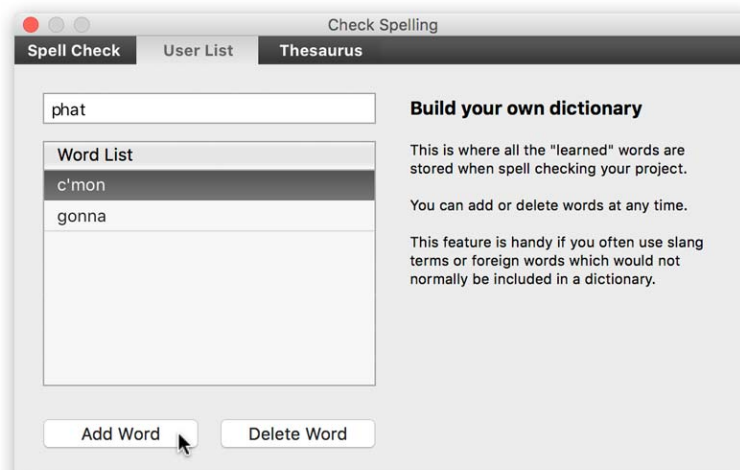 Check Spelling
Spell Check User List Thesaurus
phat
Word List
c'mon
gonna
Add Word Delete Word
Build your own dictionary
This is where all the "learned" words are
stored when spell checking your project.
You can add or delete words at any time.
This feature is handy if you often use slang
terms or foreign words which would not
normally be included in a dictionary.